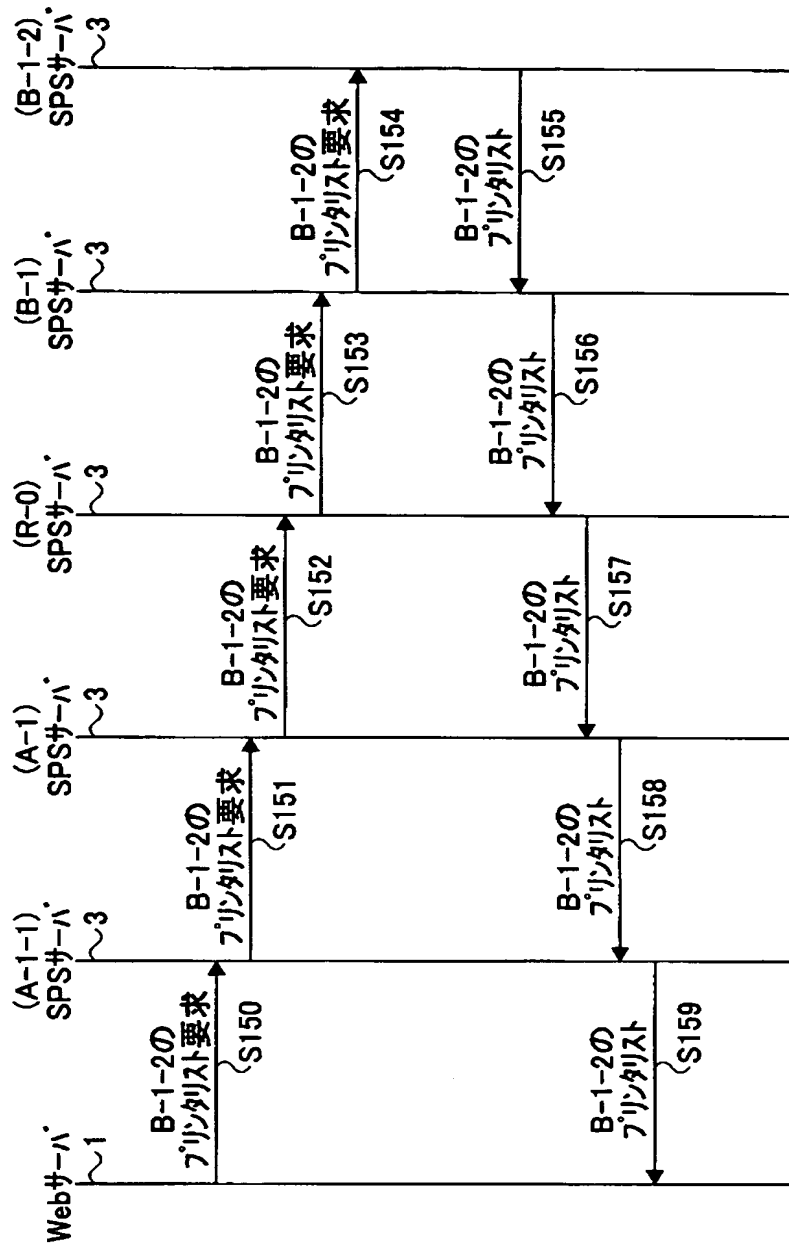 Webサーバ
1
(A-1-1)
SPSサーバ
3
(A-1)
SPSサーバ
3
(R-0)
SPSサーバ
3
(B-1)
SPSサーバ
3
(B-1-2)
SPSサーバ
3
B-1-2の
プリンタリスト要求
S150
B-1-2の
プリンタリスト要求
S151
B-1-2の
プリンタリスト要求
S152
B-1-2の
プリンタリスト要求
S153
B-1-2の
プリンタリスト要求
S154
B-1-2の
プリンタリスト
S155
B-1-2の
プリンタリスト
S156
B-1-2の
プリンタリスト
S157
B-1-2の
プリンタリスト
S158
B-1-2の
プリンタリスト
S159